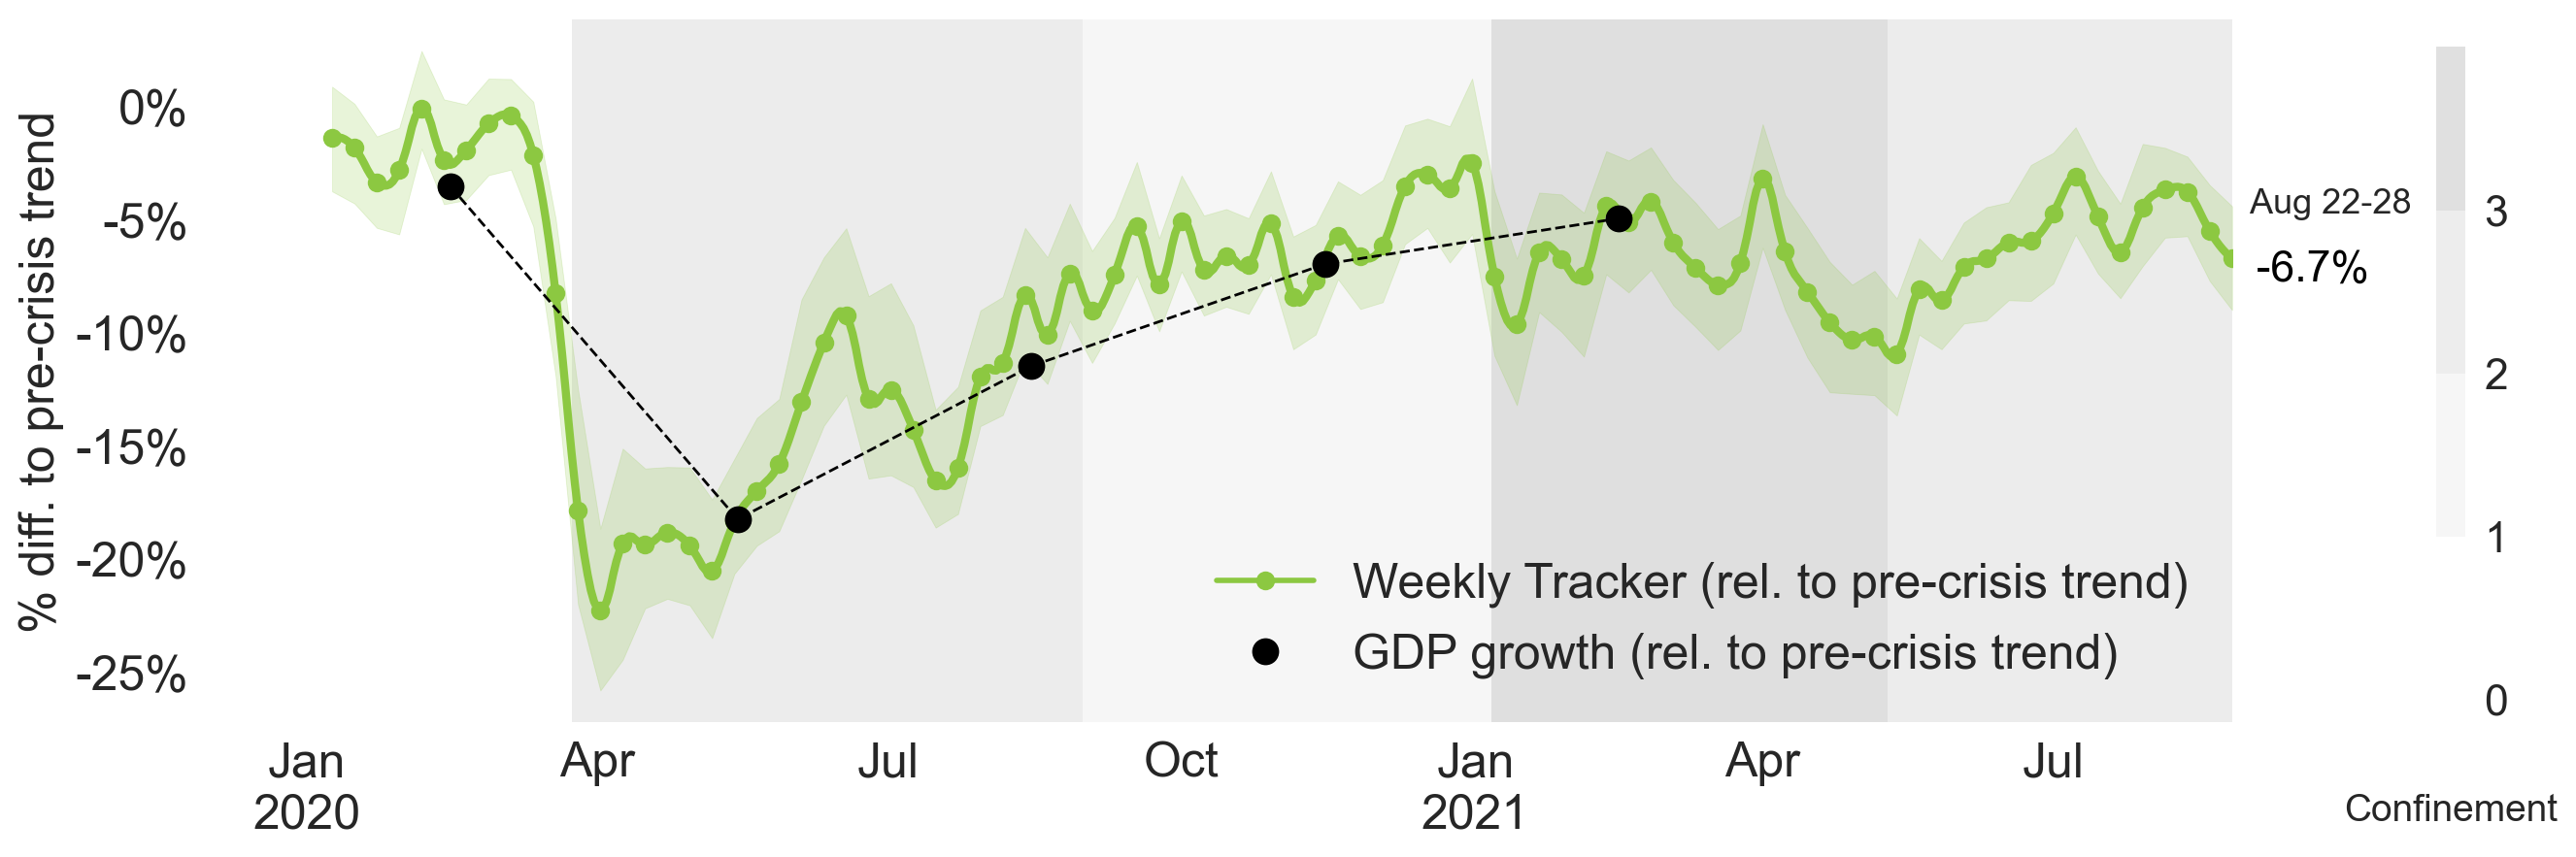 % diff. to pre-crisis trend
0%
-5%
-10%
-15%
-20%
-25%
Jan
2020
Apr
Jul
Oct
Jan
2021
Apr
Jul
Weekly Tracker (rel. to pre-crisis trend)
GDP growth (rel. to pre-crisis trend)
Aug 22-28
-6.7%
3
2
1
0
Confinement